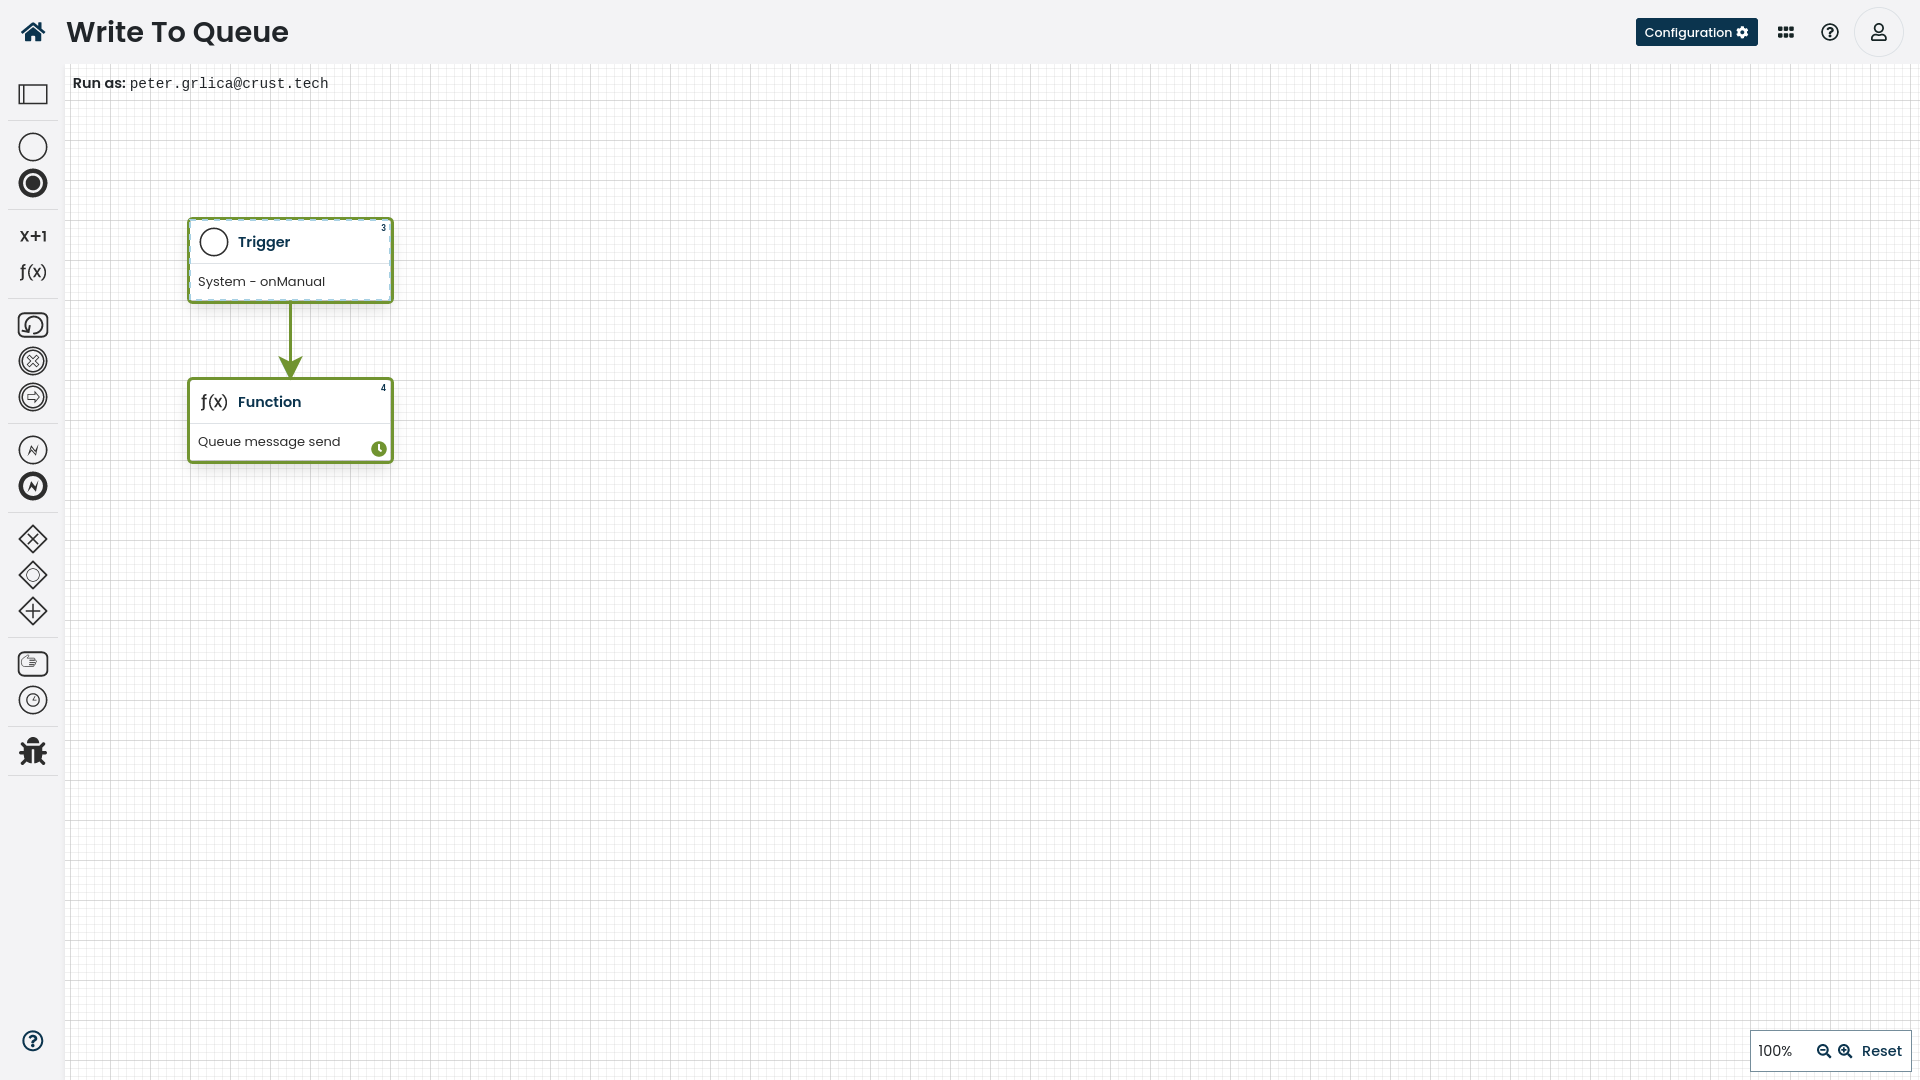 Write To Queue
Configuration
Run as: peter.grlica@crust.tech
X+1
ƒ(x)
3
Trigger
System - onManual
4
ƒ(x) Function
Queue message send
100%
Reset